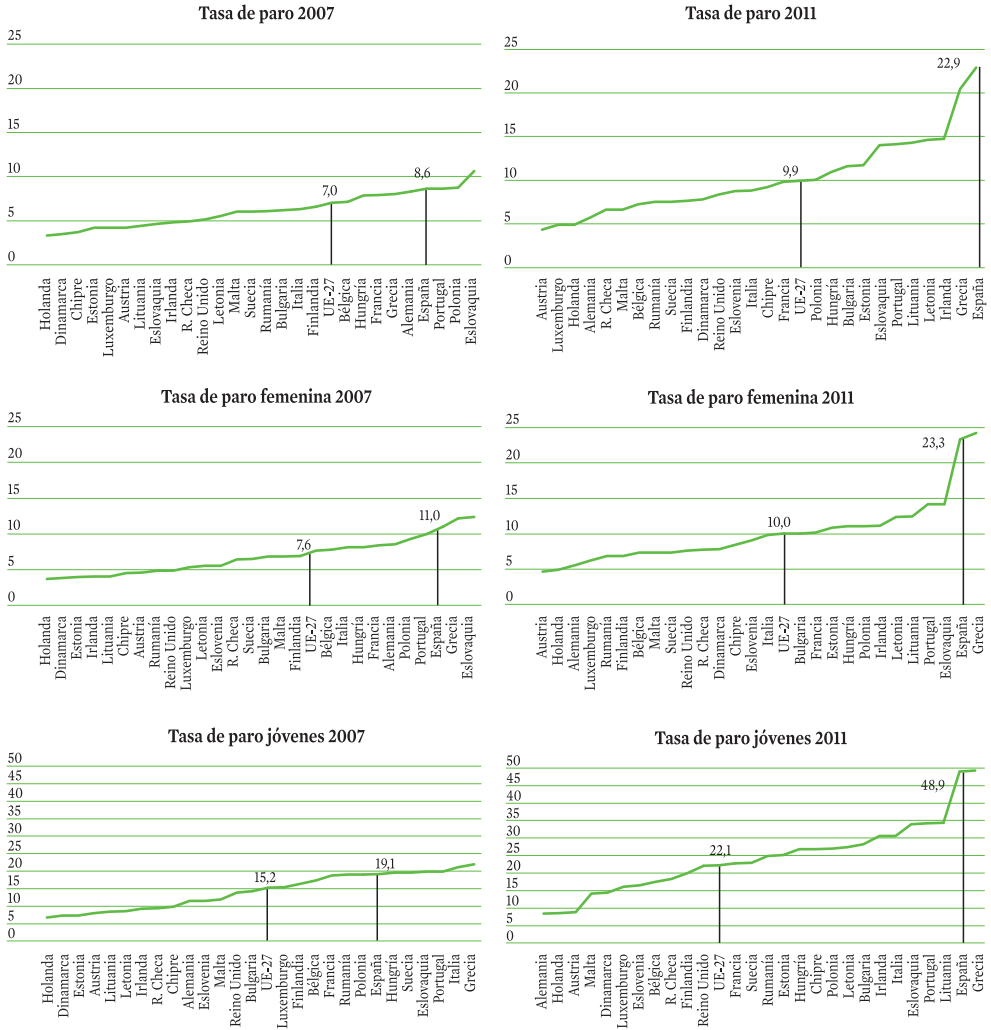 Tasa de paro 2007
25
20
15
10
5
0
7,0
8,6
Holanda
Dinamarca
Chipre
Estonia
Luxemburgo
Austria
Lituania
Eslovaquia
Irlanda
R. Checa
Reino Unido
Letonia
Malta
Suecia
Rumanía
Bulgaria
Italia
Finlandia
UE-27
Bélgica
Hungría
Francia
Grecia
Alemania
España
Portugal
Polonia
Eslovaquia
Tasa de paro 2011
25
20
15
10
5
0
9,9
22,9
Austria
Luxemburgo
Holanda
Alemania
R. Checa
Malta
Bélgica
Rumanía
Suecia
Finlandia
Dinamarca
Reino Unido
Eslovenia
Italia
Chipre
Francia
UE-27
Polonia
Hungría
Bulgaria
Estonia
Eslovaquia
Portugal
Lituania
Letonia
Irlanda
Grecia
España
Tasa de paro femenina 2007
25
20
15
10
5
0
7,6
11,0
Holanda
Dinamarca
Estonia
Irlanda
Lituania
Chipre
Austria
Rumanía
Reino Unido
Luxemburgo
Letonia
Eslovenia
R. Checa
Suecia
Bulgaria
Malta
Finlandia
UE-27
Bélgica
Italia
Hungría
Francia
Alemania
Polonia
Portugal
España
Grecia
Eslovaquia
Tasa de paro femenina 2011
25
20
15
10
5
0
10,0
23,3
Austria
Holanda
Alemania
Luxemburgo
Rumanía
Finlandia
Bélgica
Malta
Suecia
Reino Unido
R. Checa
Dinamarca
Chipre
Eslovenia
Italia
UE-27
Bulgaria
Francia
Estonia
Hungría
Polonia
Irlanda
Letonia
Lituania
Portugal
Eslovaquia
España
Grecia
Tasa de paro jóvenes 2007
50
45
40
35
30
25
20
15
10
5
0
15,2
19,1
Holanda
Dinamarca
Estonia
Austria
Lituania
Letonia
Irlanda
R. Checa
Chipre
Alemania
Eslovenia
Malta
Reino Unido
Bulgaria
UE-27
Luxemburgo
Finlandia
Bélgica
Francia
Rumanía
Polonia
España
Hungría
Suecia
Eslovaquia
Portugal
Italia
Grecia
Tasa de paro jóvenes 2011
50
45
40
35
30
25
20
15
10
5
0
22,1
48,9
Alemania
Holanda
Austria
Malta
Dinamarca
Luxemburgo
Eslovenia
Bélgica
R. Checa
Finlandia
Reino Unido
UE-27
Francia
Suecia
Rumanía
Estonia
Hungría
Chipre
Polonia
Letonia
Bulgaria
Irlanda
Italia
Eslovaquia
Portugal
Lituania
España
Grecia